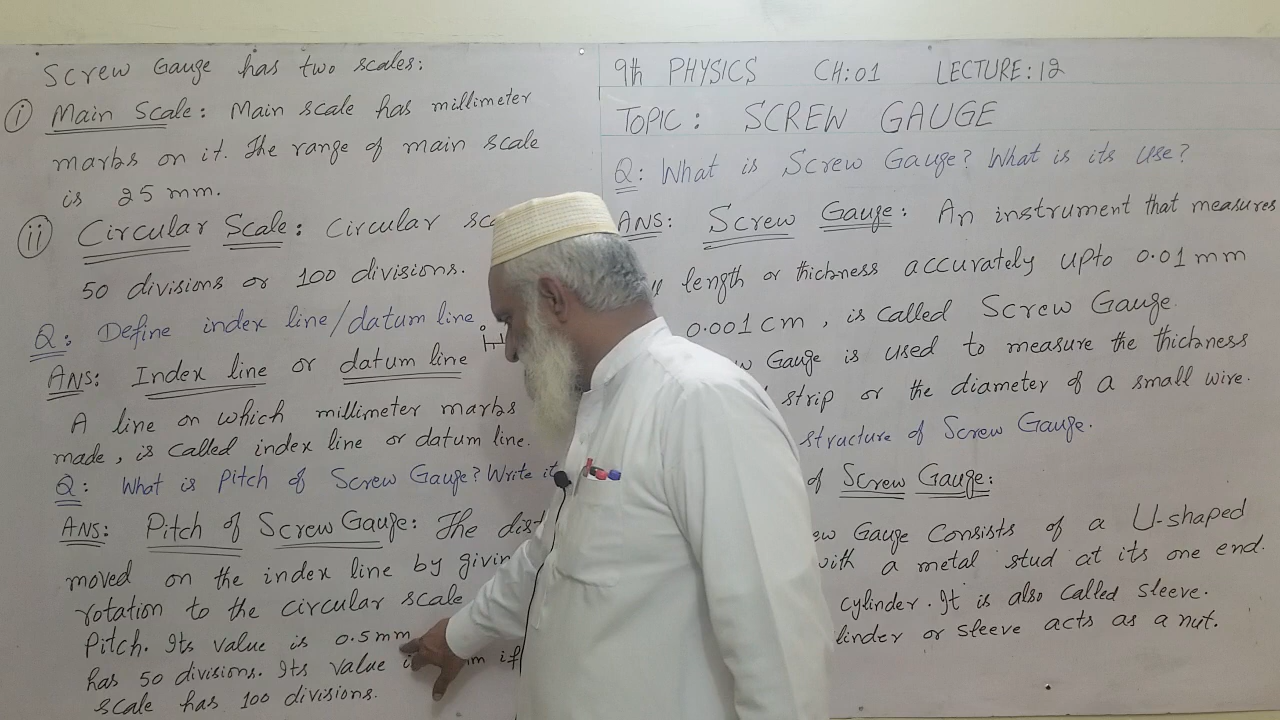 Screw Gauge has two scales:
i Main Scale: Main scale has millimeter
marks on it. The range of main scale
is 25 mm.
ii Circular Scale: Circular
50 divisions or 100 divisions.
Q: Define index line/datum line.
ANS: Index line or datum line
A line on which millimeter marks
made, is called index line or datum line.
Q: What is Pitch of Screw Gauge? Write
ANS: Pitch of Screw Gauge: The
moved on the index line by
rotation to the circular scale
Pitch. Its value is 0.5mm
has 50 divisions. Its value if
scale has 100 divisions.
9th PHYSICS CH:01 LECTURE:12
TOPIC: SCREW GAUGE
Q: What is Screw Gauge? What is its use?
ANS: Screw Gauge: An instrument that measures
length or thickness accurately upto 0.01mm
0.001cm, is called Screw Gauge.
Gauge is used to measure the thickness
strip or the diameter of a small wire.
structure of Screw Gauge.
of Screw Gauge:
Gauge Consists of a U-shaped
with a metal stud at its one end.
cylinder. It is also called sleeve.
or sleeve acts as a nut.